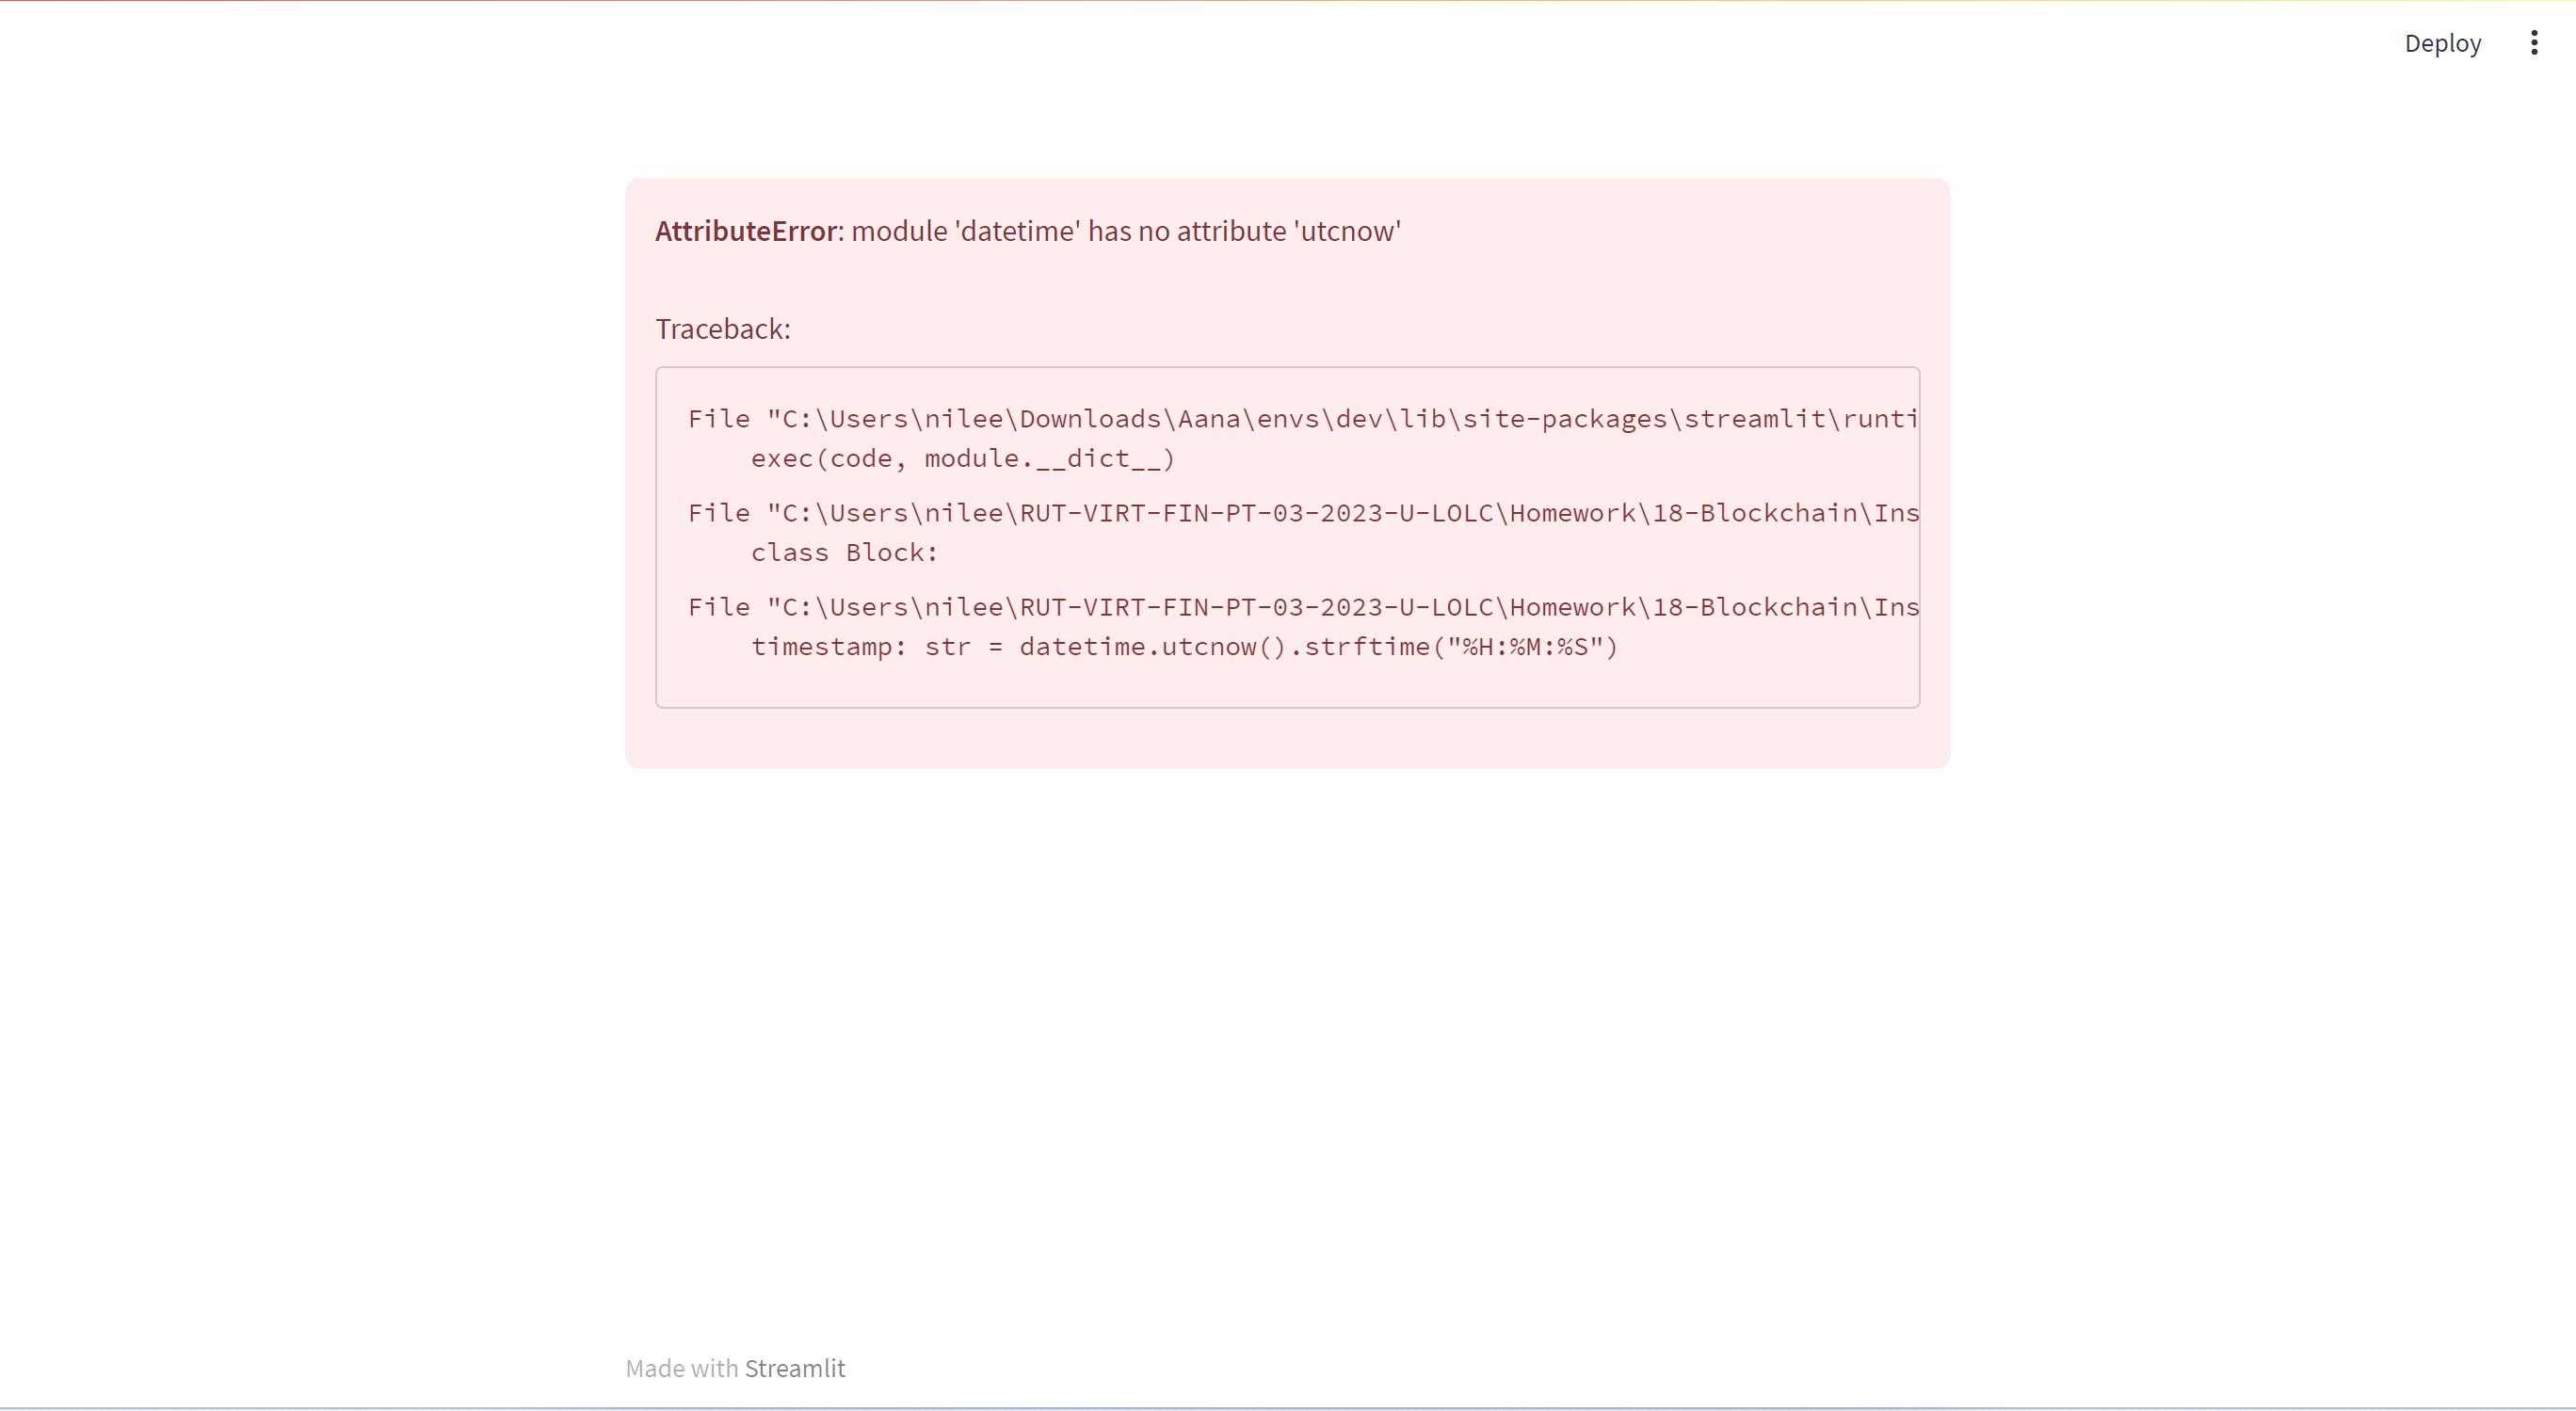 Deploy
AttributeError: module 'datetime' has no attribute 'utcnow'
Traceback:
File "C:\Users\nilee\Downloads\Aana\envs\dev\lib\site-packages\streamlit\runti
exec(code, module.__dict__)
File "C:\Users\nilee\RUT-VIRT-FIN-PT-03-2023-U-LOLC\Homework\18-Blockchain\Ins
class Block:
File "C:\Users\nilee\RUT-VIRT-FIN-PT-03-2023-U-LOLC\Homework\18-Blockchain\Ins
timestamp: str = datetime.utcnow().strftime("%H:%M:%S")
Made with Streamlit